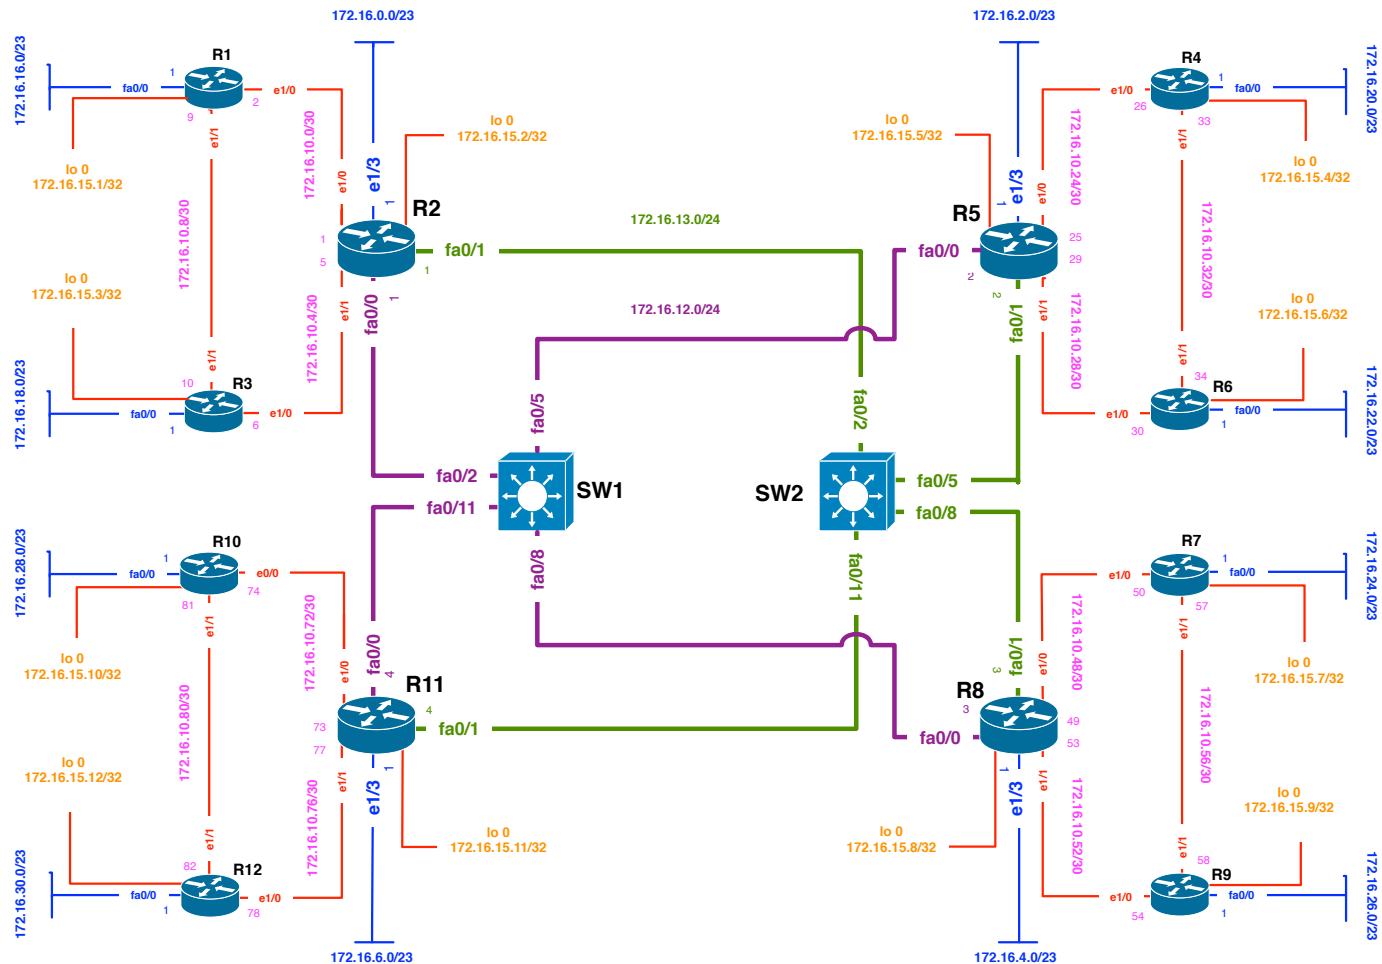 172.16.0.0/23
172.16.2.0/23
172.16.16.0/23
R1
1
fa0/0
9
2
e1/0
e1/1
172.16.10.0/30
e1/0
e1/3
1
lo 0
172.16.15.2/32
lo 0
172.16.15.1/32
172.16.10.8/30
R2
1
5
fa0/1
1
172.16.13.0/24
lo 0
172.16.15.3/32
e1/1
172.16.10.4/30
fa0/0
1
172.16.12.0/24
e1/1
10
R3
172.16.18.0/23
fa0/0
1
6
e1/0
lo 0
172.16.15.5/32
e1/3
1
R5
fa0/0
2
25
29
2
fa0/1
e1/0
172.16.10.24/30
e1/0
26
R4
1
fa0/0
33
172.16.20.0/23
e1/1
lo 0
172.16.15.4/32
172.16.10.32/30
e1/1
172.16.10.28/30
lo 0
172.16.15.6/32
e1/1
34
R6
e1/0
30
fa0/0
1
172.16.22.0/23
fa0/5
fa0/2
fa0/2
fa0/11
SW1
fa0/8
SW2
fa0/5
fa0/8
fa0/11
172.16.28.0/23
R10
1
fa0/0
81
74
e0/0
e1/1
172.16.10.72/30
e1/0
fa0/0
4
lo 0
172.16.15.10/32
172.16.10.80/30
R11
73
77
4
fa0/1
lo 0
172.16.15.12/32
e1/1
172.16.10.76/30
1
e1/3
lo 0
172.16.15.11/32
e1/1
82
R12
172.16.30.0/23
fa0/0
1
78
e1/0
172.16.6.0/23
3
fa0/1
R8
3
fa0/0
49
53
1
e1/3
lo 0
172.16.15.8/32
e1/0
172.16.10.48/30
e1/0
50
R7
1
fa0/0
57
172.16.24.0/23
e1/1
lo 0
172.16.15.7/32
172.16.10.56/30
e1/1
172.16.10.52/30
lo 0
172.16.15.9/32
e1/1
58
R9
e1/0
54
fa0/0
1
172.16.26.0/23
172.16.4.0/23